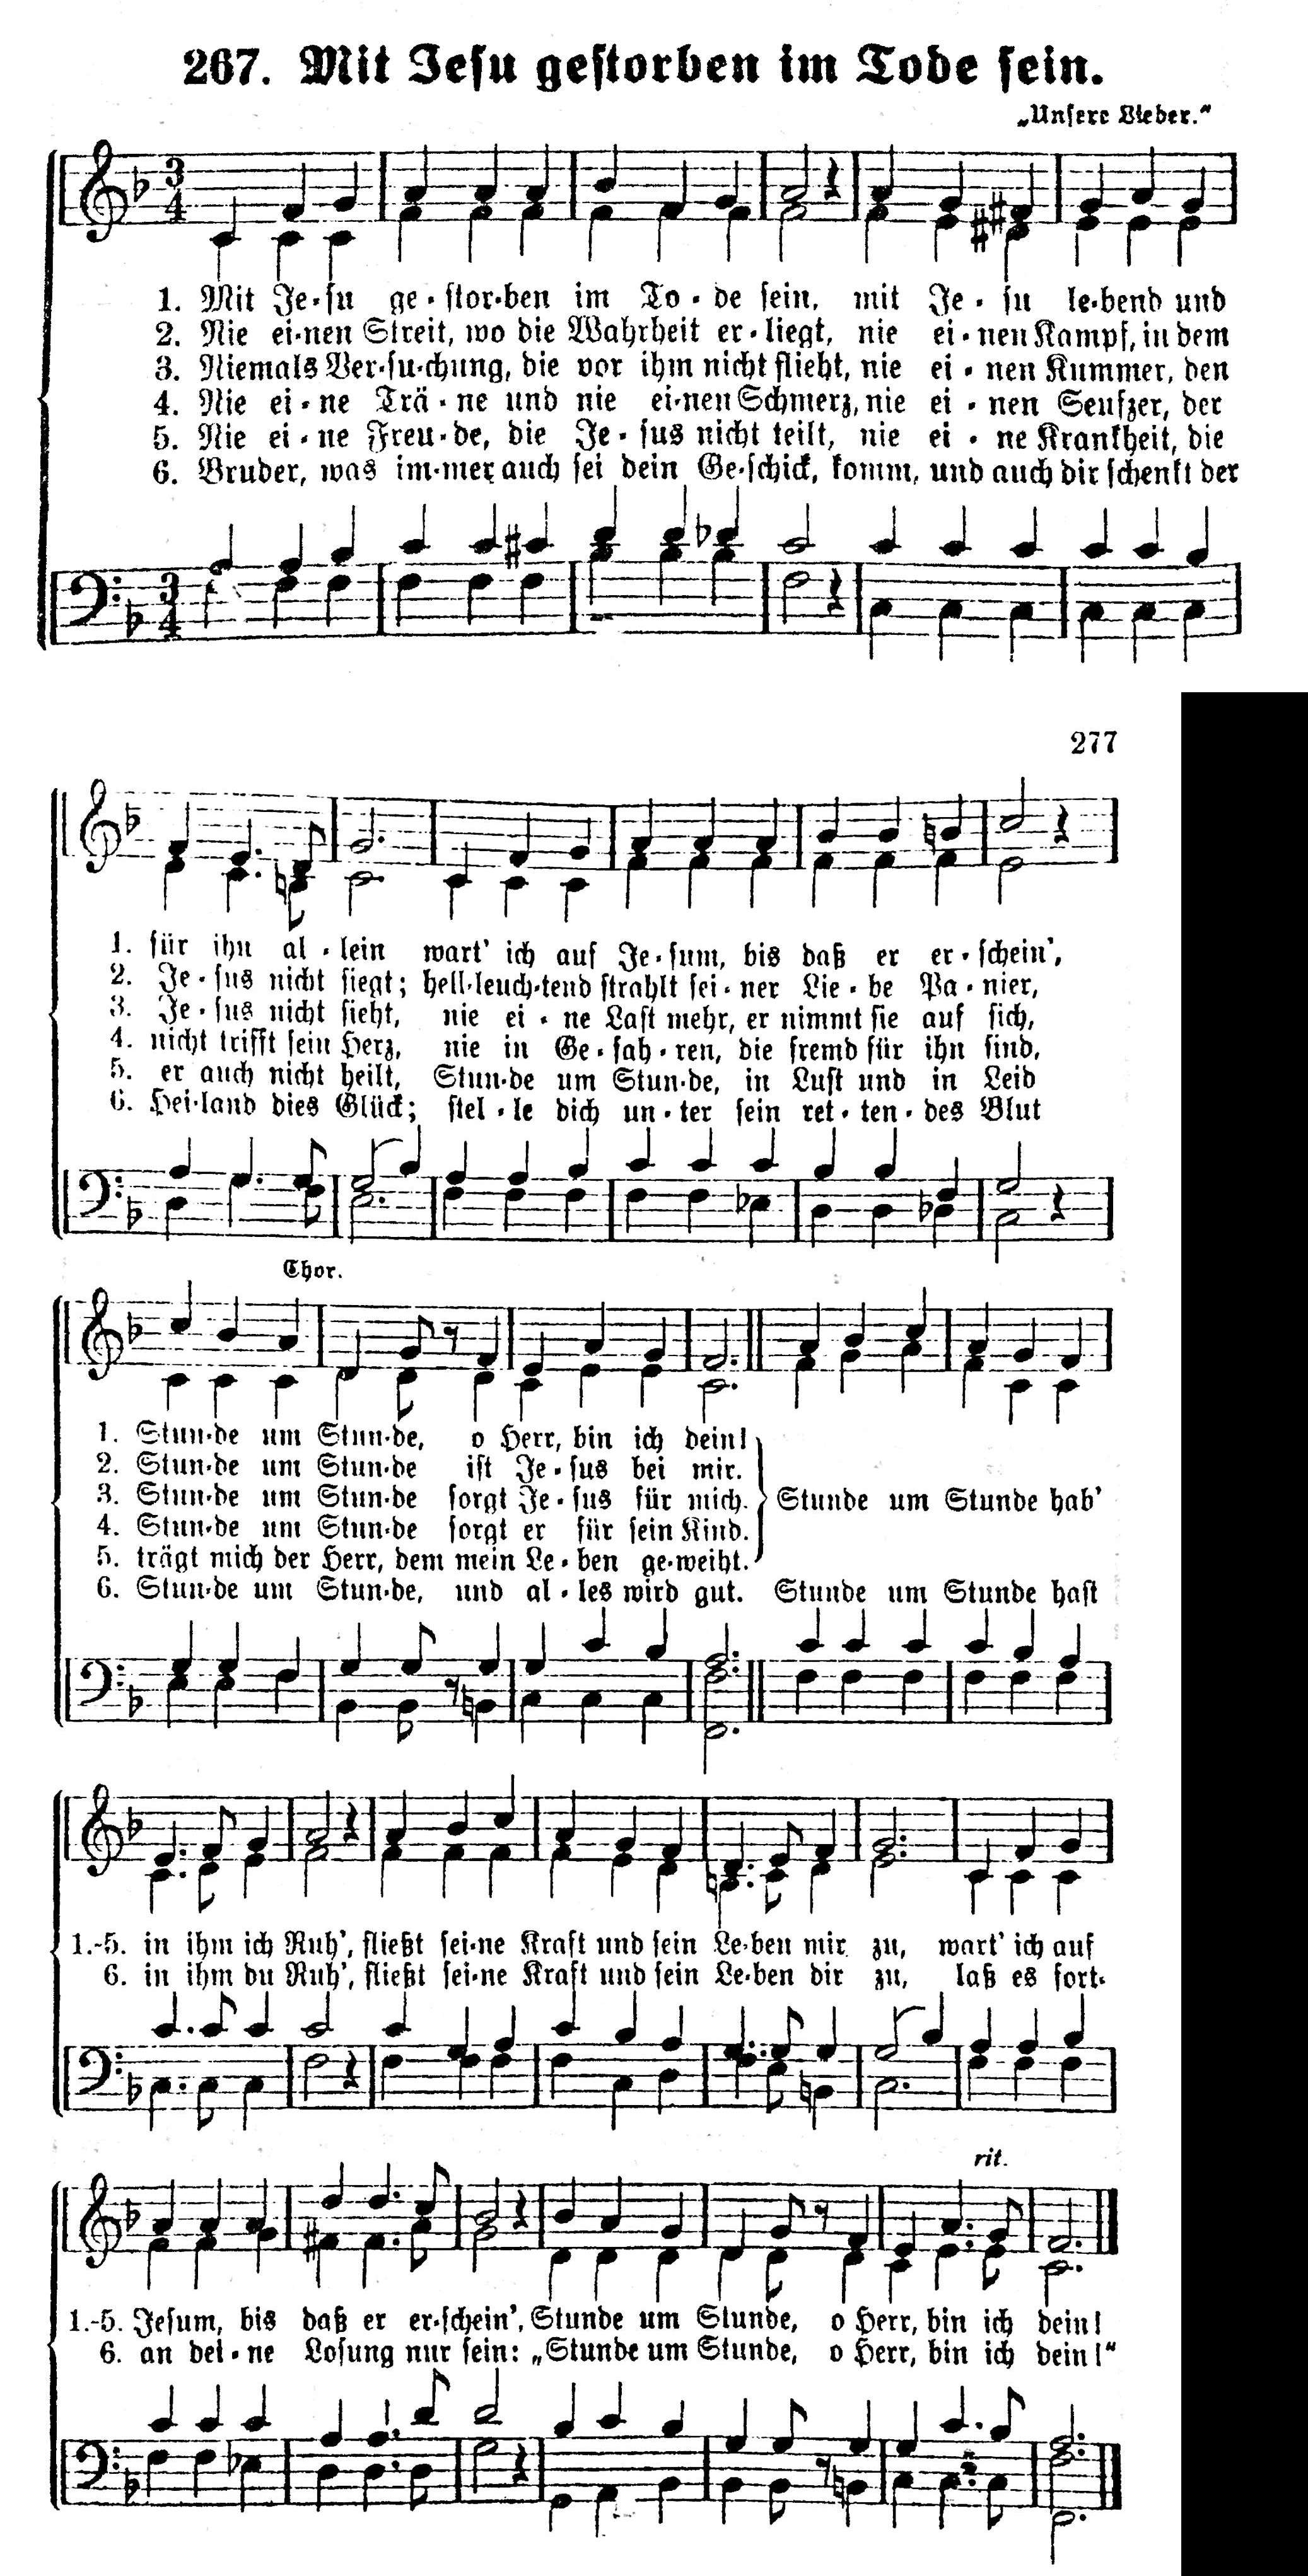 267. Mit Jesu gestorben im Tode sein.
„Unsere Lieder.“
1. Mit Je-su ge-stor-ben im To-de sein, mit Je-su le-bend und
2. Nie ei-nen Streit, wo die Wahrheit er-liegt, nie ei-nen Kampf, in dem
3. Niemals Ver-su-chung, die vor ihm nicht flieht, nie ei-nen Kummer, den
4. Nie ei-ne Trä-ne und nie ei-nen Schmerz, nie ei-nen Seufzer, der
5. Nie ei-ne Freu-de, die Je-sus nicht teilt, nie ei-ne Krankheit, die
6. Bruder, was im-mer auch sei dein Ge-schick, komm, und auch dir schenkt der
277
1. für ihn al-lein wart’ ich auf Je-sum, bis daß er er-schein’,
2. Je-sus nicht siegt; hell-leuch-tend strahlt sei-ner Lie-be Pa-nier,
3. Je-sus nicht sieht, nie ei-ne Last mehr, er nimmt sie auf sich,
4. nicht trifft sein Herz, nie in Ge-fah-ren, die fremd für ihn sind,
5. er auch nicht heilt, Stun-de um Stun-de, in Lust und in Leid
6. Hei-land dies Glück; stel-le dich un-ter sein ret-ten-des Blut
Chor.
1. Stun-de um Stun-de, o Herr, bin ich dein!
2. Stun-de um Stun-de ist Je-sus bei mir.
3. Stun-de um Stun-de sorgt Je-sus für mich. Stunde um Stunde hab’
4. Stun-de um Stun-de sorgt er für sein Kind.
5. trägt mich der Herr, dem mein Le-ben ge-weiht.
6. Stun-de um Stun-de, und al-les wird gut. Stunde um Stunde hast
1.-5. in ihm ich Ruh’, fließt sei-ne Kraft und sein Le-ben mir zu, wart’ ich auf
6. in ihm du Ruh’, fließt sei-ne Kraft und sein Le-ben dir zu, laß es fort-
rit.
1.-5. Jesum, bis daß er er-schein’, Stunde um Stunde, o Herr, bin ich dein!
6. an dei-ne Losung nur sein: „Stunde um Stunde, o Herr, bin ich dein!“